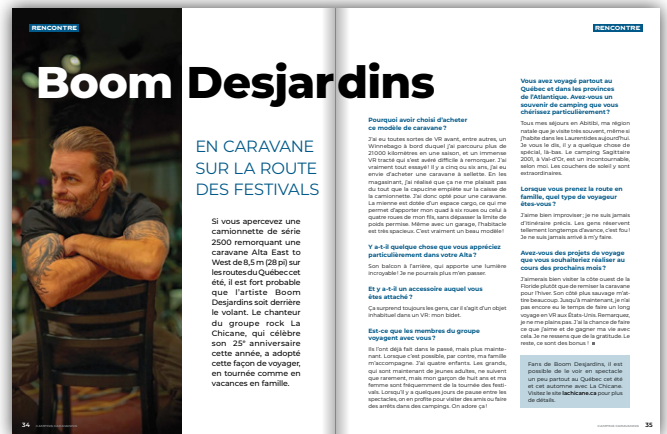 RENCONTRE
Boom Desjardins
EN CARAVANE
SUR LA ROUTE
DES FESTIVALS
Si vous apercevez une
camionnette de série
2500 remorquant une
caravane Alta East to
West de 8,5 m (28 pi) sur
les routes du Québec cet
été, il est fort probable
que l'artiste Boom
Desjardins soit derrière
le volant. Le chanteur
du groupe rock La
Chicane, qui célèbre
son 25e anniversaire
cette année, a adopté
cette façon de voyager,
en tournée comme en
vacances en famille.
34
RENCONTRE
Pourquoi avoir choisi d'acheter
ce modèle de caravane ?
J'ai eu toutes sortes de VR avant, entre autres, un
Winnebago à bord duquel j'ai parcouru plus de
21 000 kilomètres en une saison, et un immense
VR tracté qui s'est avéré difficile à remorquer. J'ai
vraiment tout essayé! Il y a cinq ou six ans, j'ai eu
envie d'acheter une caravane à sellette. En les
magasinant, j'ai réalisé que ça ne me plaisait pas
du tout que la capucine empiète sur la caisse de
la camionnette. J'ai donc opté pour une caravane.
La mienne est dotée d'un espace cargo, ce qui me
permet d'apporter mon quad à six roues ou celui à
quatre roues de mon fils, sans dépasser la limite de
poids permise. Même avec un garage, l'habitacle
est très spacieux. C'est vraiment un beau modèle!
Y a-t-il quelque chose que vous appréciez
particulièrement dans votre Alta ?
Son balcon à l'arrière, qui apporte une lumière
incroyable! Je ne pourrais plus m'en passer.
Et y a-t-il un accessoire auquel vous
êtes attaché ?
Ça surprend toujours les gens, car il s'agit d'un objet
inhabituel dans un VR: mon bidet.
Est-ce que les membres du groupe
voyagent avec vous ?
Ils l'ont déjà fait dans le passé, mais plus mainte-
nant. Lorsque c'est possible, par contre, ma famille
m'accompagne. J'ai quatre enfants. Les grands,
qui sont maintenant de jeunes adultes, ne suivent
que rarement, mais mon garçon de huit ans et ma
femme sont fréquemment de la tournée des festi-
vals. Lorsqu'il y a quelques jours de pause entre les
spectacles, on en profite pour visiter des amis ou faire
des arrêts dans des campings. On adore ça!
Vous avez voyagé partout au
Québec et dans les provinces
de l'Atlantique. Avez-vous un
souvenir de camping que vous
chérissez particulièrement ?
Tous mes séjours en Abitibi, ma région
natale que je visite très souvent, même si
j'habite dans les Laurentides aujourd'hui.
Je vous le dis, il y a quelque chose de
spécial, là-bas. Le camping Sagittaire
2001, à Val-d'Or, est un incontournable,
selon moi. Les couchers de soleil y sont
extraordinaires.
Lorsque vous prenez la route en
famille, quel type de voyageur
êtes-vous ?
J'aime bien improviser; je ne suis jamais
d'itinéraire précis. Les gens réservent
tellement longtemps d'avance, c'est fou!
Je ne suis jamais arrivé à m'y faire.
Avez-vous des projets de voyage
que vous souhaiteriez réaliser au
cours des prochains mois ?
J'aimerais bien visiter la côte ouest de la
Floride plutôt que de remiser la caravane
pour l'hiver. Son côté plus sauvage m'at-
tire beaucoup. Jusqu'à maintenant, je n'ai
pas encore eu le temps de faire un long
voyage en VR aux États-Unis. Remarquez,
je ne me plains pas. J'ai la chance de faire
ce que j'aime et de gagner ma vie avec
cela. Je ne ressens que de la gratitude. Le
reste, ce sont des bonus! ■
Fans de Boom Desjardins, il est
possible de le voir en spectacle
un peu partout au Québec cet été
et cet automne avec La Chicane.
Visitez le site lachicane.ca pour plus
de détails.
35